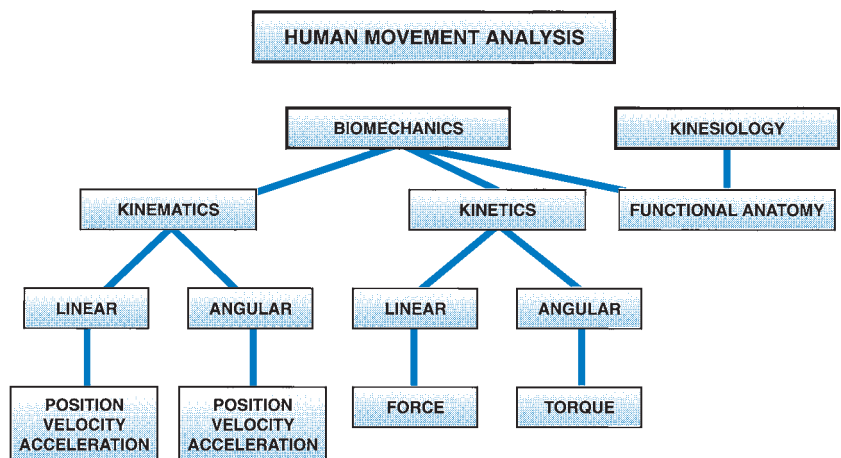 HUMAN MOVEMENT ANALYSIS
BIOMECHANICS
KINESIOLOGY
KINEMATICS
KINETICS
FUNCTIONAL ANATOMY
LINEAR
ANGULAR
LINEAR
ANGULAR
POSITION
VELOCITY
ACCELERATION
POSITION
VELOCITY
ACCELERATION
FORCE
TORQUE